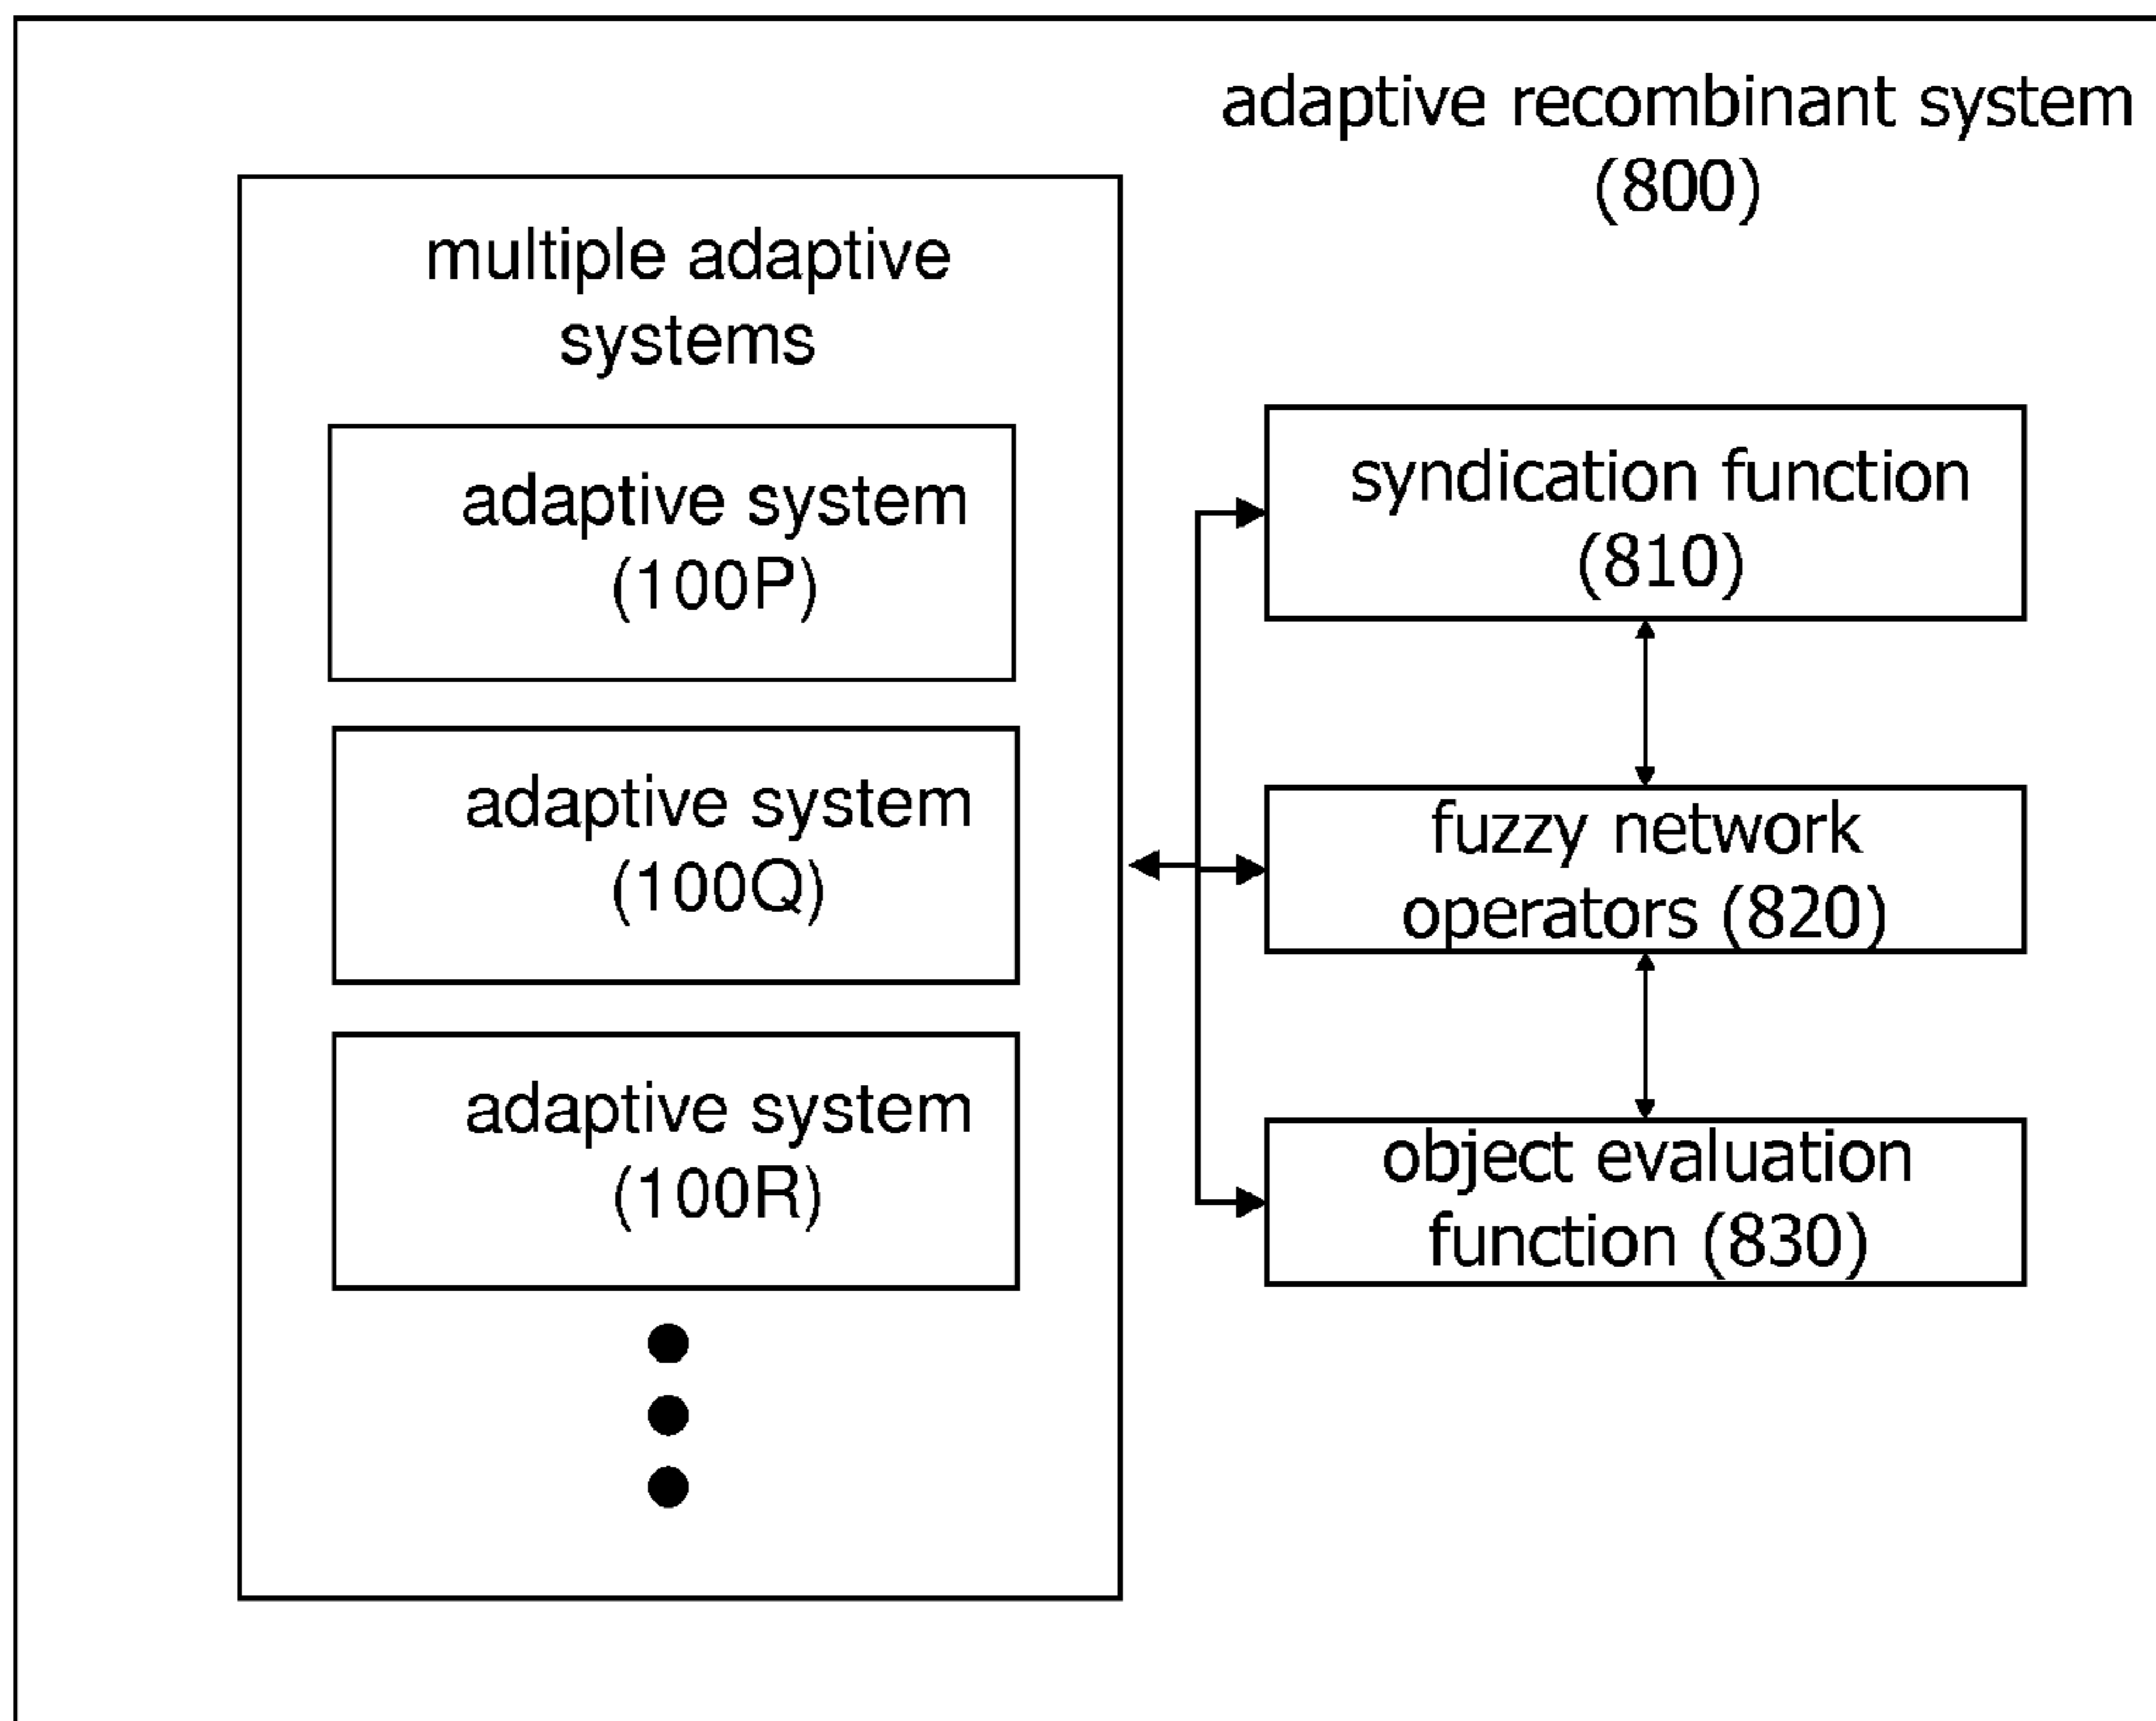 adaptive recombinant system
(800)
multiple adaptive
systems
adaptive system
(100P)
adaptive system
(100Q)
adaptive system
(100R)
syndication function
(810)
fuzzy network
operators (820)
object evaluation
function (830)